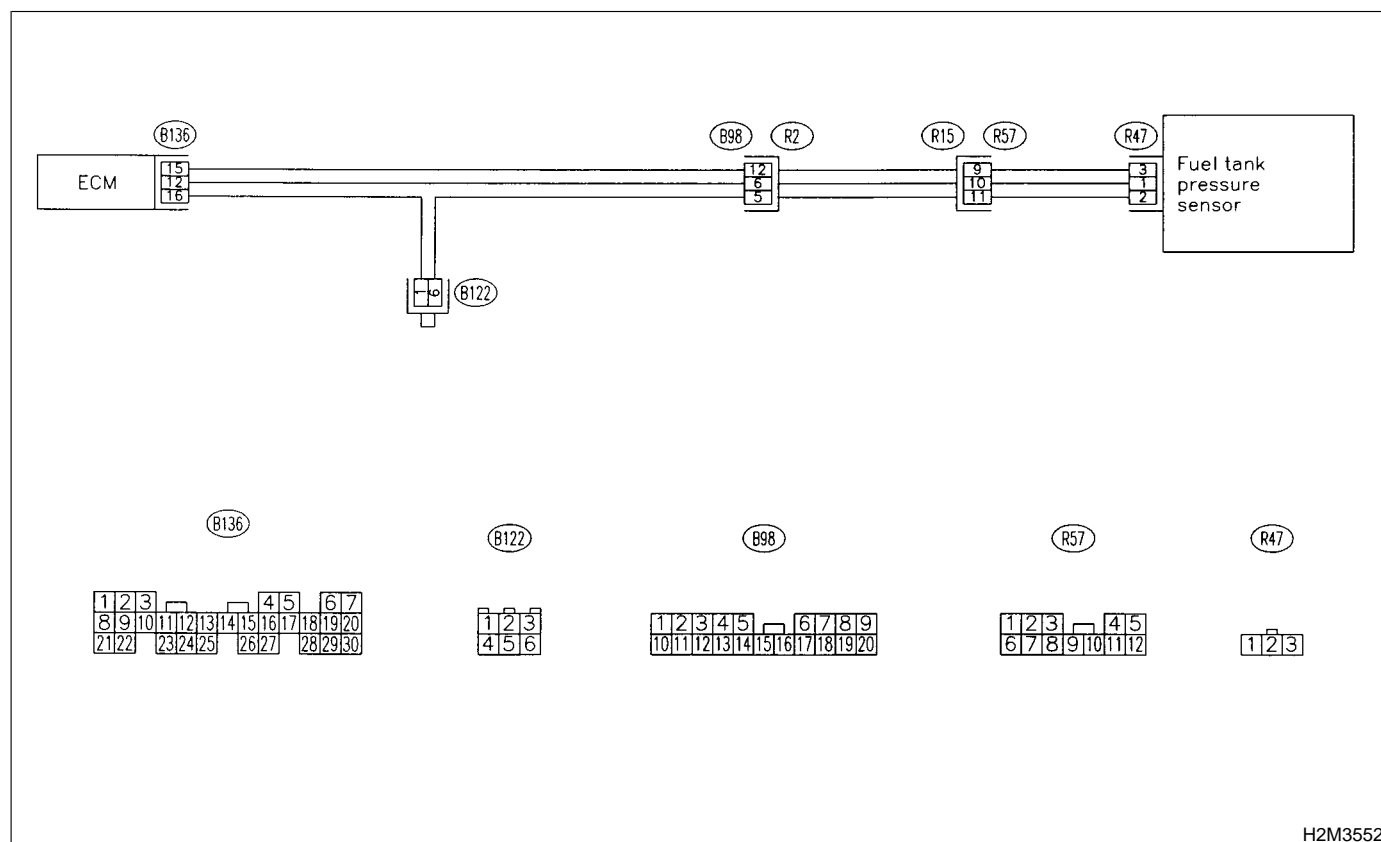 B136 B98 R2 R15 R57 R47
ECM 15 12 9 3 Fuel tank
12 6 10 1 pressure
16 5 11 2 sensor
1 6 B122
B136 B122 B98 R57 R47
1 2 3 4 5 6 7
8 9 10 11 12 13 14 15 16 17 18 19 20
21 22 23 24 25 26 27 28 29 30
1 2 3
4 5 6
1 2 3 4 5 6 7 8 9
10 11 12 13 14 15 16 17 18 19 20
1 2 3 4 5
6 7 8 9 10 11 12
1 2 3
H2M3552